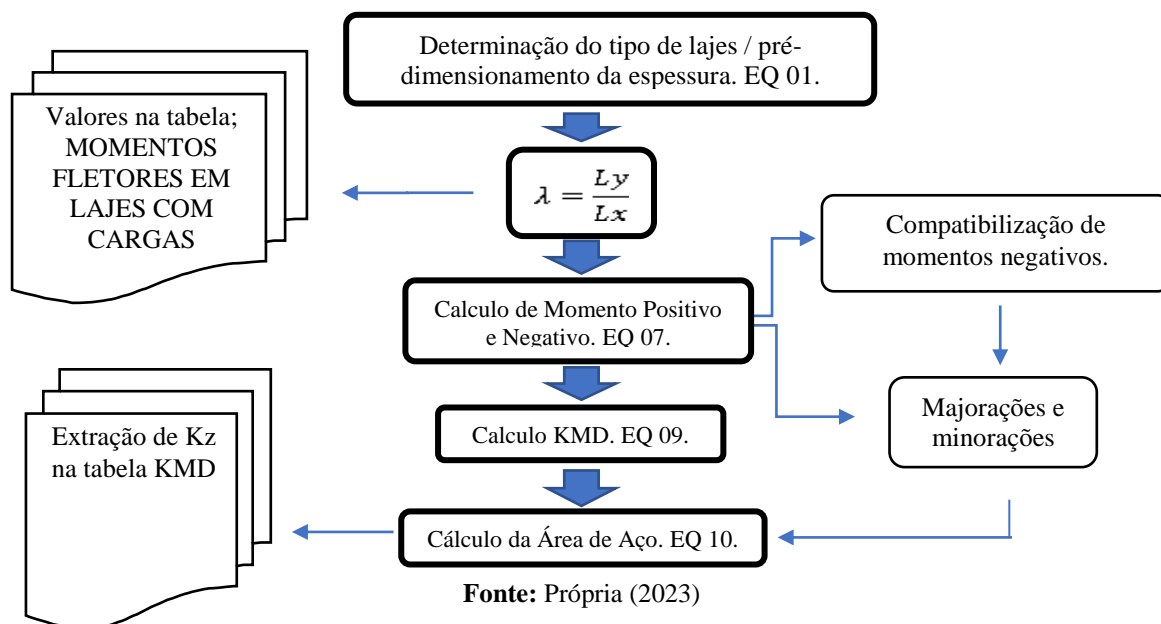 Determinação do tipo de lajes / pré-
dimensionamento da espessura. EQ 01.
Valores na tabela;
MOMENTOS
FLETORES EM
LAJES COM
CARGAS
λ = Ly / Lx
Compatibilização de
momentos negativos.
Calculo de Momento Positivo
e Negativo. EQ 07.
Majorações e
minorações
Calculo KMD. EQ 09.
Extração de Kz
na tabela KMD
Cálculo da Área de Aço. EQ 10.
Fonte: Própria (2023)